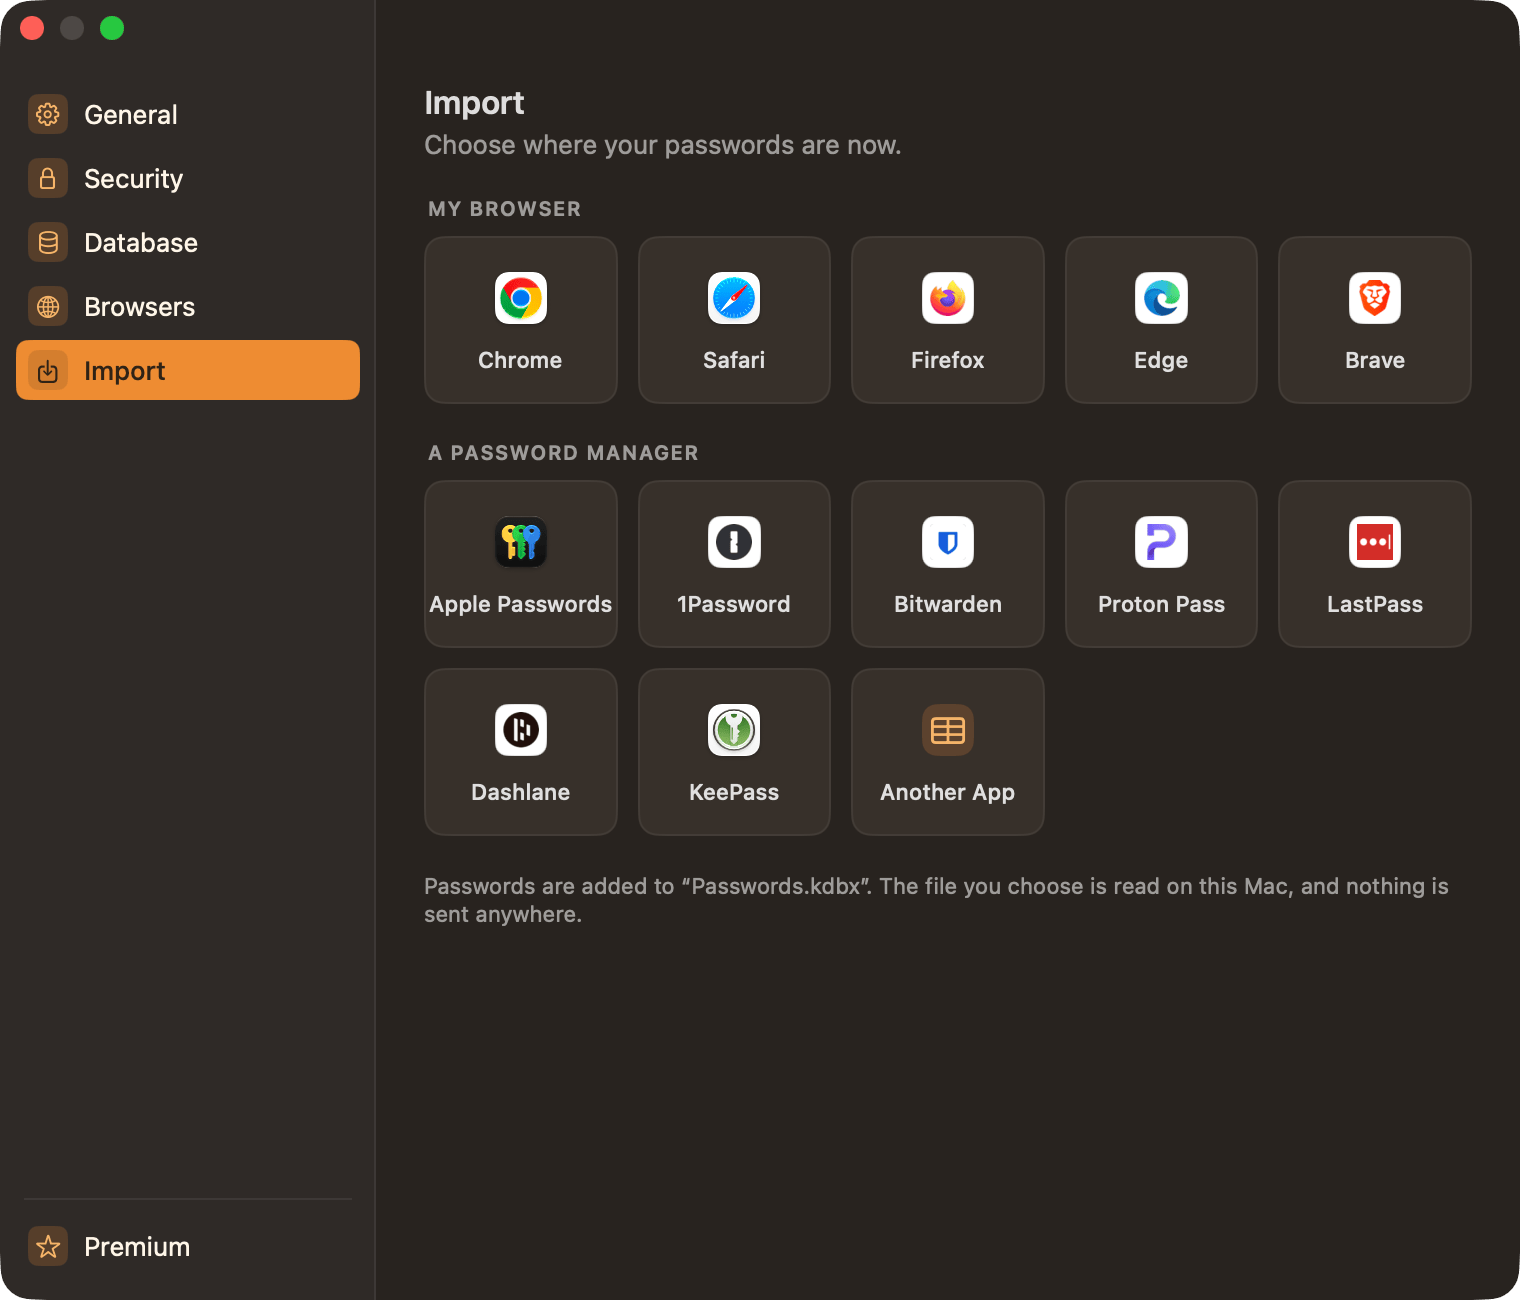 General
Security
Database
Browsers
Import
Premium
Import
Choose where your passwords are now.
MY BROWSER
Chrome
Safari
Firefox
Edge
Brave
A PASSWORD MANAGER
Apple Passwords
1Password
Bitwarden
Proton Pass
LastPass
Dashlane
KeePass
Another App
Passwords are added to “Passwords.kdbx”. The file you choose is read on this Mac, and nothing is
sent anywhere.